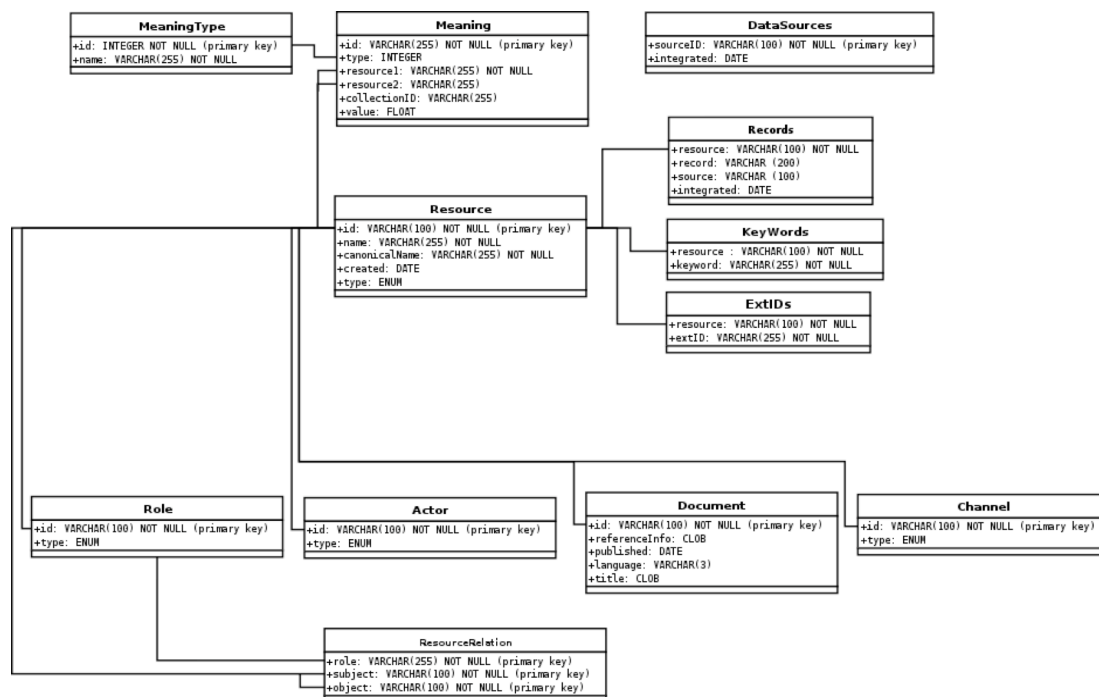 MeaningType
+id: INTEGER NOT NULL (primary key)
+name: VARCHAR(255) NOT NULL
Meaning
+id: VARCHAR(255) NOT NULL (primary key)
+type: INTEGER
+resource1: VARCHAR(255) NOT NULL
+resource2: VARCHAR(255)
+collectionID: VARCHAR(255)
+value: FLOAT
DataSources
+sourceID: VARCHAR(100) NOT NULL (primary key)
+integrated: DATE
Records
+resource: VARCHAR(100) NOT NULL
+record: VARCHAR (200)
+source: VARCHAR (100)
+integrated: DATE
Resource
+id: VARCHAR(100) NOT NULL (primary key)
+name: VARCHAR(255) NOT NULL
+canonicalName: VARCHAR(255) NOT NULL
+created: DATE
+type: ENUM
KeyWords
+resource : VARCHAR(100) NOT NULL
+keyword: VARCHAR(255) NOT NULL
ExtIDs
+resource: VARCHAR(100) NOT NULL
+extID: VARCHAR(255) NOT NULL
Role
+id: VARCHAR(100) NOT NULL (primary key)
+type: ENUM
Actor
+id: VARCHAR(100) NOT NULL (primary key)
+type: ENUM
Document
+id: VARCHAR(100) NOT NULL (primary key)
+referenceInfo: CLOB
+published: DATE
+language: VARCHAR(3)
+title: CLOB
Channel
+id: VARCHAR(100) NOT NULL (primary key)
+type: ENUM
ResourceRelation
+role: VARCHAR(255) NOT NULL (primary key)
+subject: VARCHAR(100) NOT NULL (primary key)
+object: VARCHAR(100) NOT NULL (primary key)